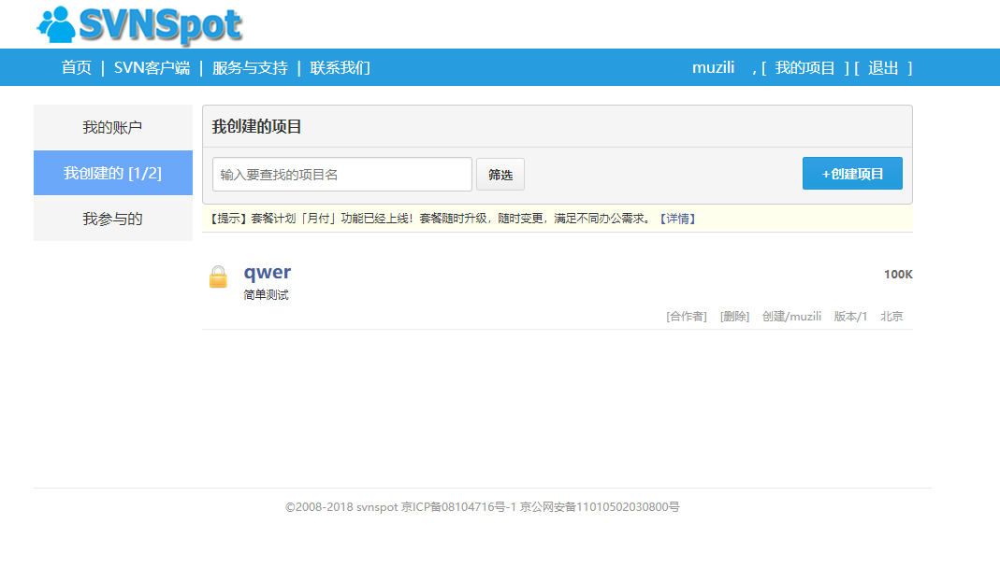 SVNSpot
首页 | SVN客户端 | 服务与支持 | 联系我们
muzili , [ 我的项目 ] [ 退出 ]
我的账户
我创建的 [1/2]
我参与的
我创建的项目
输入要查找的项目名
筛选
+创建项目
【提示】套餐计划「月付」功能已经上线！套餐随时升级，随时变更，满足不同办公需求。【详情】
qwer
100K
简单测试
[合作者] [删除] 创建/muzili 版本/1 北京
©2008-2018 svnspot 京ICP备08104716号-1 京公网安备11010502030800号